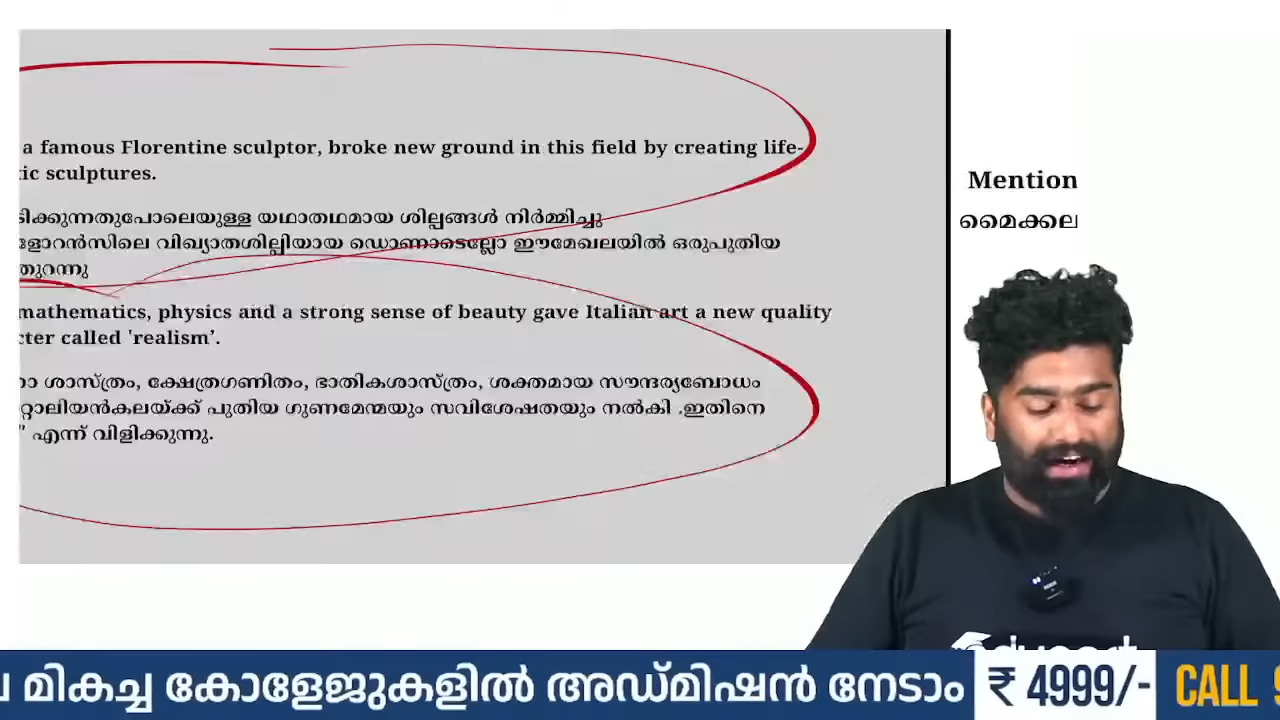 a famous Florentine sculptor, broke new ground in this field by creating life-
tic sculptures.
ടിക്കുന്നതുപോലെയുള്ള യഥാതഥമായ ശില്പങ്ങൾ നിർമ്മിച്ചു
ളോറൻസിലെ വിഖ്യാതശില്പിയായ ഡൊണാടെല്ലോ ഈമേഖലയിൽ ഒരുപുതിയ
തുറന്നു
mathematics, physics and a strong sense of beauty gave Italian art a new quality
cter called 'realism’.
ശാസ്ത്രം, ക്ഷേത്രഗണിതം, ഭാതികശാസ്ത്രം, ശക്തമായ സൗന്ദര്യബോധം
റ്റാലിയൻകലയ്ക്ക് പുതിയ ഗുണമേന്മയും സവിശേഷതയും നൽകി .ഇതിനെ
" എന്ന് വിളിക്കുന്നു.
Mention
മൈക്കല
മികച്ച കോളേജുകളിൽ അഡ്മിഷൻ നേടാം ₹ 4999/- CALL